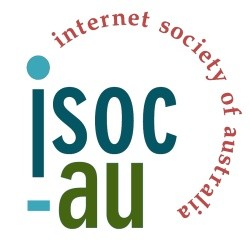 internet society of australia
isoc
-au